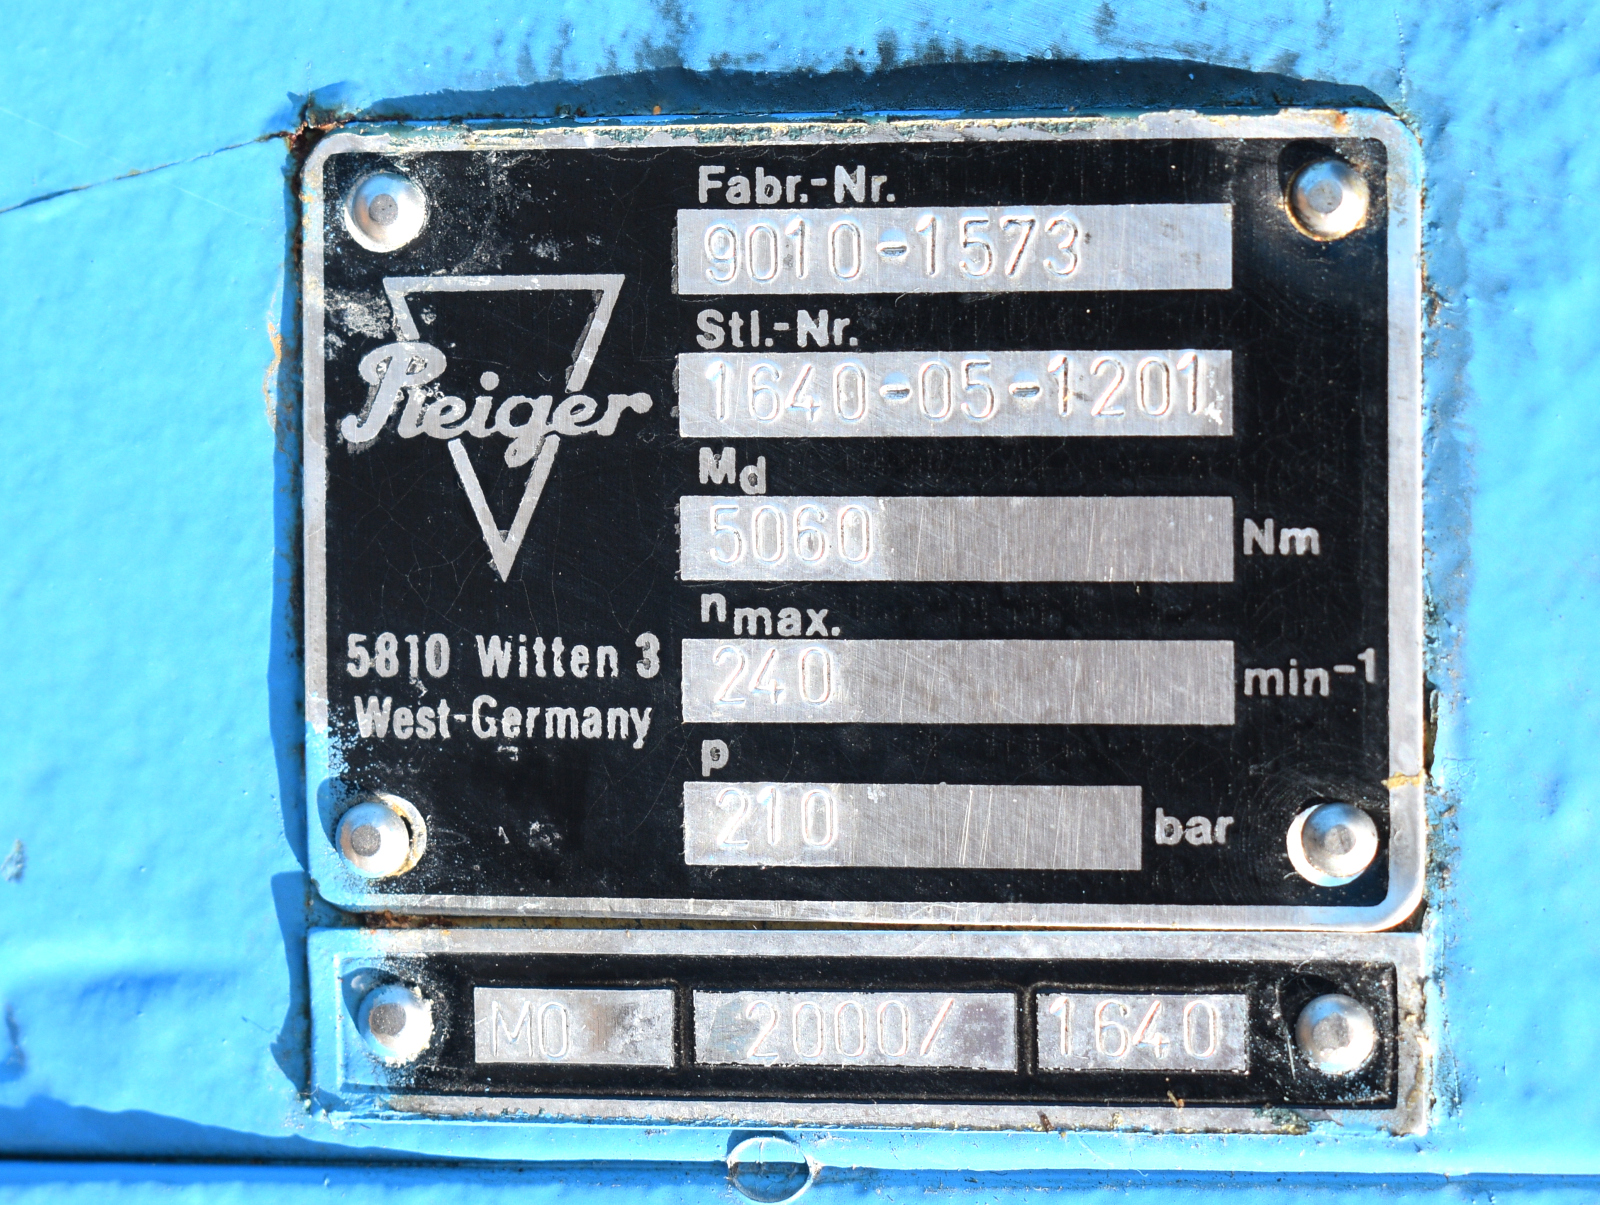 Pleiger
5810 Witten 3
West-Germany
Fabr.-Nr.
9010-1573
Stl.-Nr.
1640-05-1201
Md
5060 Nm
nmax.
240 min⁻¹
p
210 bar
MO 2000/ 1640